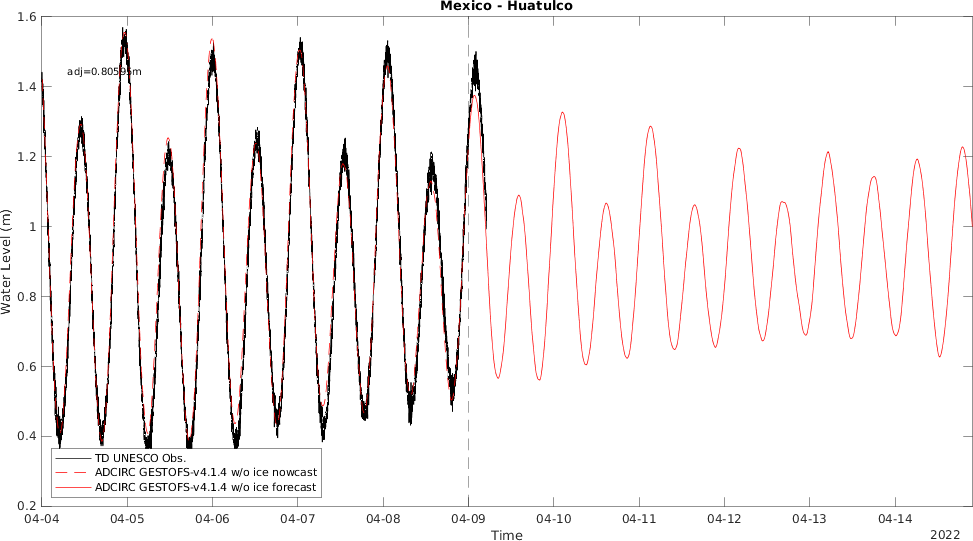 Mexico - Huatulco
1.6
1.4
1.2
1
0.8
0.6
0.4
0.2
Water Level (m)
adj=0.80595m
TD UNESCO Obs.
ADCIRC GESTOFS-v4.1.4 w/o ice nowcast
ADCIRC GESTOFS-v4.1.4 w/o ice forecast
04-04 04-05 04-06 04-07 04-08 04-09 04-10 04-11 04-12 04-13 04-14
Time
2022